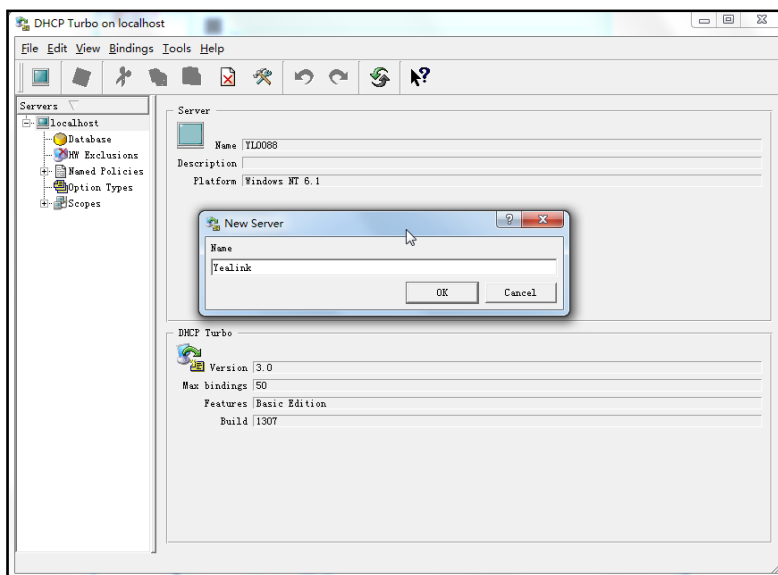 DHCP Turbo on localhost
File Edit View Bindings Tools Help
Servers
localhost
Database
HW Exclusions
Named Policies
Option Types
Scopes
Server
Name YL0088
Description
Platform Windows NT 6.1
New Server
Name
Yealink
OK Cancel
DHCP Turbo
Version 3.0
Max bindings 50
Features Basic Edition
Build 1307